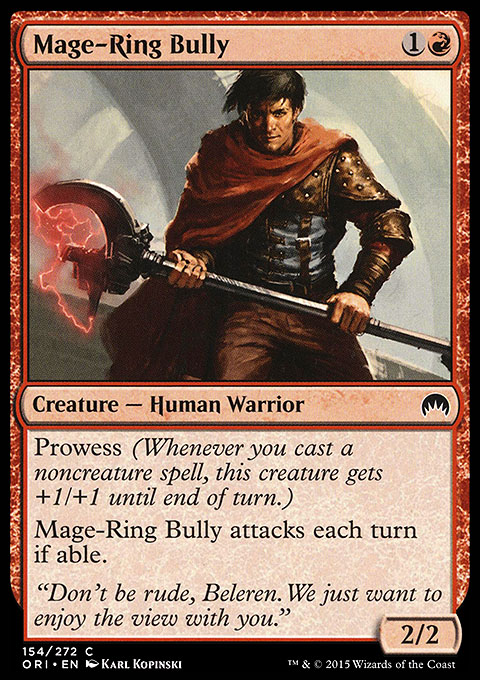 Mage-Ring Bully 1
Creature — Human Warrior
Prowess (Whenever you cast a
noncreature spell, this creature gets
+1/+1 until end of turn.)
Mage-Ring Bully attacks each turn
if able.
“Don’t be rude, Beleren. We just want to
enjoy the view with you.”
2/2
154/272 C
ORI • EN Karl Kopinski
™ & © 2015 Wizards of the Coast